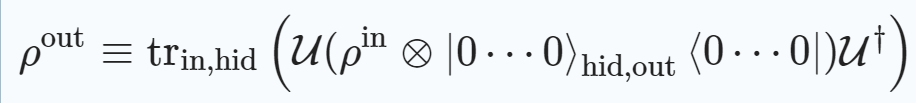 ρ^out ≡ tr_in,hid (𝒰(ρ^in ⊗ |0···0⟩_hid,out ⟨0···0|)𝒰^†)